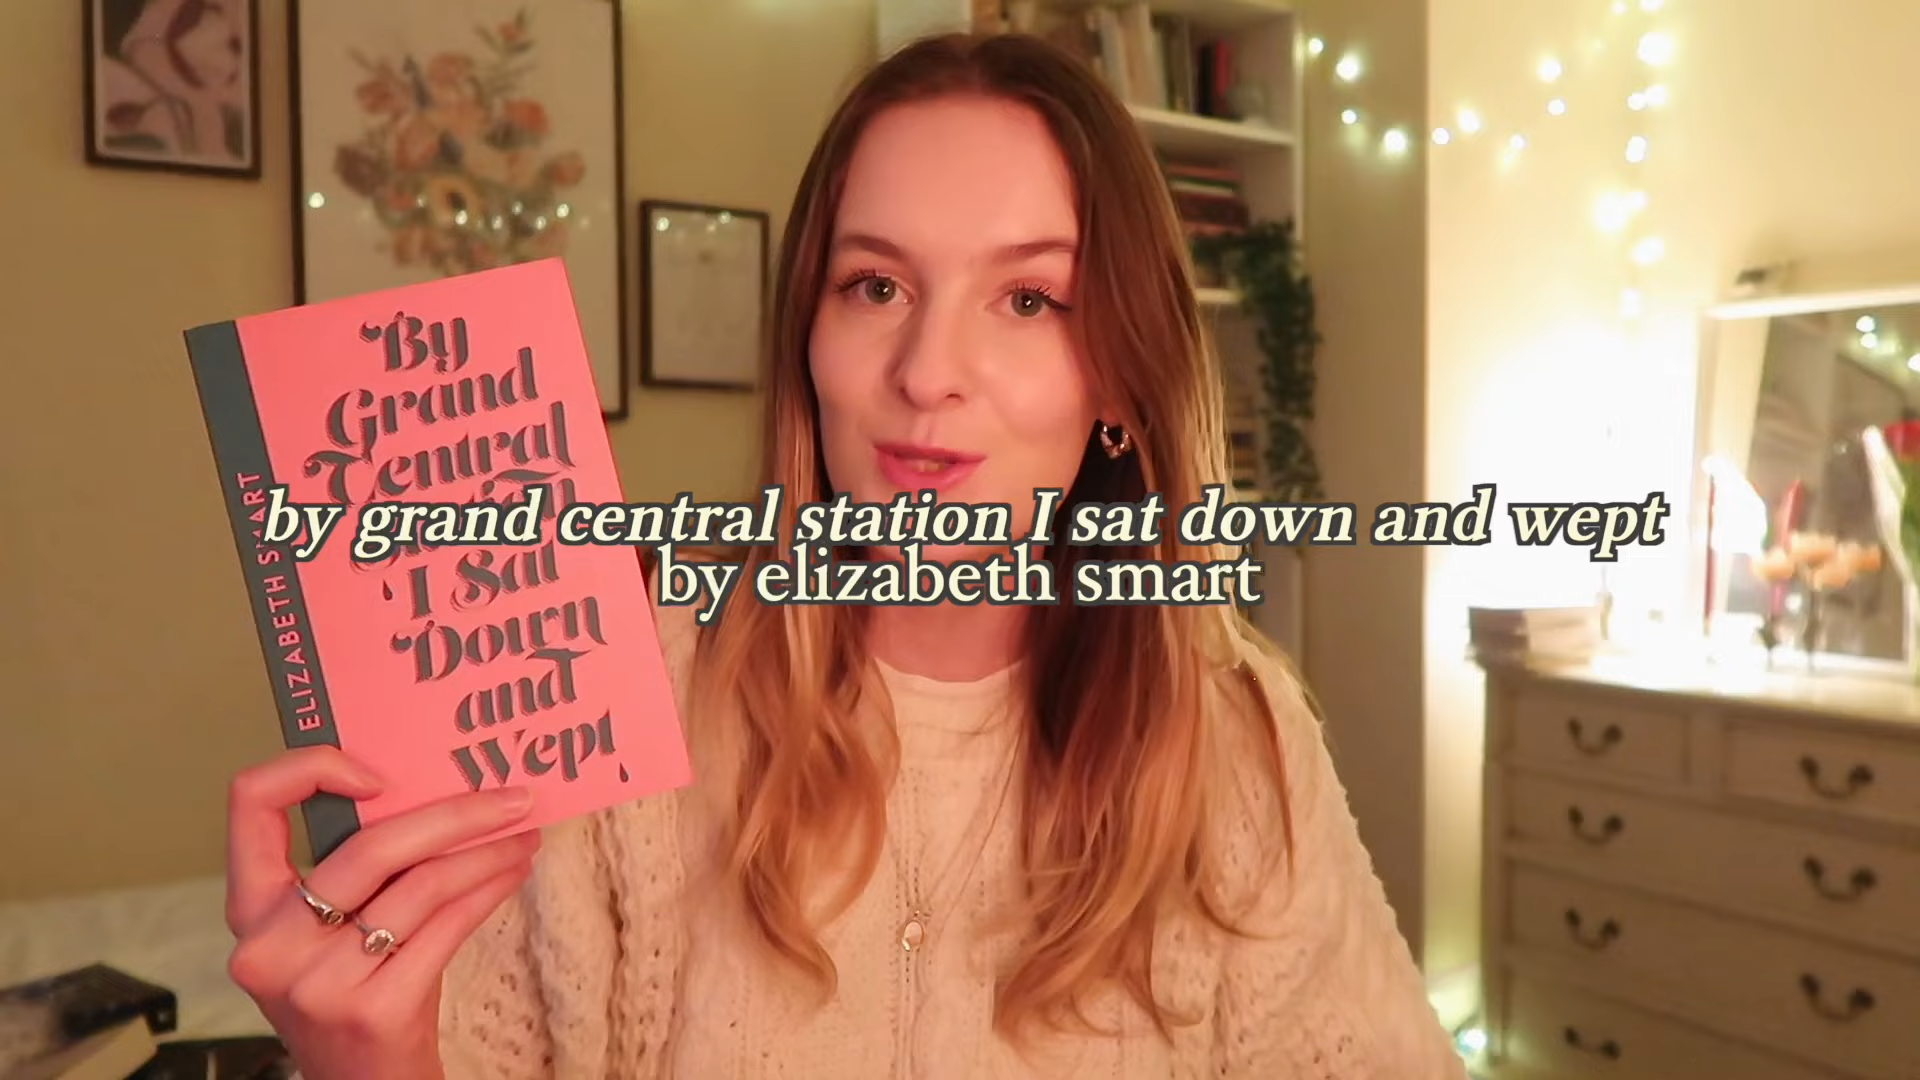 By
Grand
Central
Station
I Sat
Down
and
Wept
ELIZABETH SMART
by grand central station I sat down and wept
by elizabeth smart